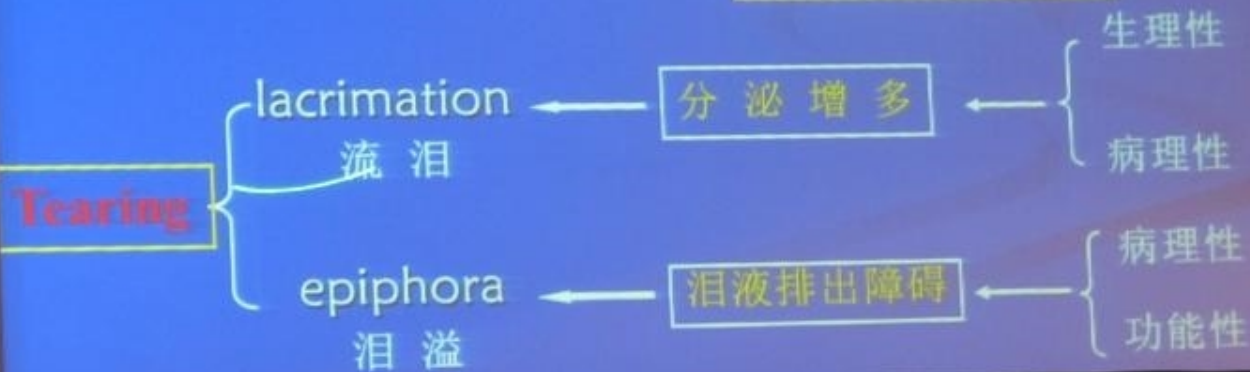 生理性
lacrimation
分泌增多
流泪
病理性
Tearing
病理性
epiphora
泪液排出障碍
泪溢
功能性